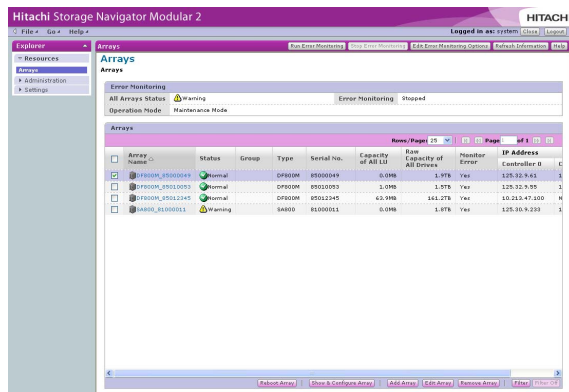 Hitachi Storage Navigator Modular 2
HITACH
File Go Help
Logged in as: system Close Logout
Explorer
Resources
Arrays
Administration
Settings
Arrays
Run Error Monitoring Stop Error Monitoring Edit Error Monitoring Options Refresh Information Help
Arrays
Arrays
Error Monitoring
All Arrays Status Warning Error Monitoring Stopped
Operation Mode Maintenance Mode
Arrays
Rows/Page: 25 Page 1 of 1
Array Name Status Group Type Serial No. Capacity of All LU Raw Capacity of All Drives Monitor Error IP Address
Controller 0 C
DF800M_85000049 Normal DF800M 85000049 0.0MB 1.9TB Yes 125.32.9.61 1
DF800M_85010053 Normal DF800M 85010053 1.0MB 1.5TB Yes 125.32.9.55 1
DF800M_85012345 Normal DF800M 85012345 63.9MB 161.2TB Yes 10.213.47.100 N
SA800_81000011 Warning SA800 81000011 0.0MB 1.8TB Yes 125.30.9.233 1
Reboot Array Show & Configure Array Add Array Edit Array Remove Array Filter Filter Off